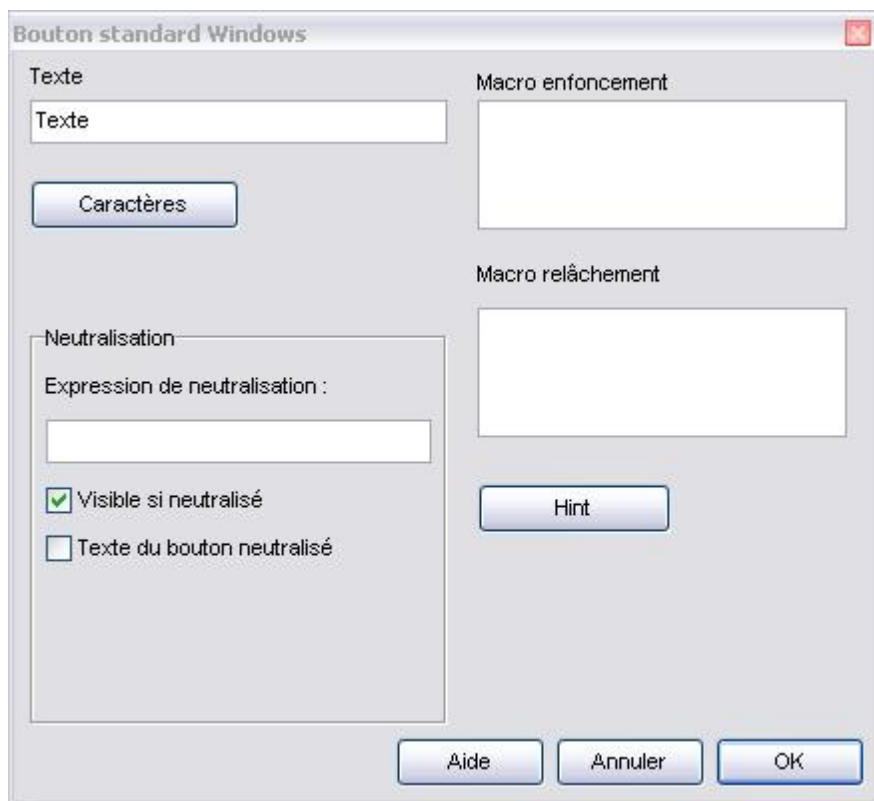 Bouton standard Windows
Texte
Texte
Caractères
Neutralisation
Expression de neutralisation :
Visible si neutralisé
Texte du bouton neutralisé
Macro enfoncement
Macro relâchement
Hint
Aide
Annuler
OK